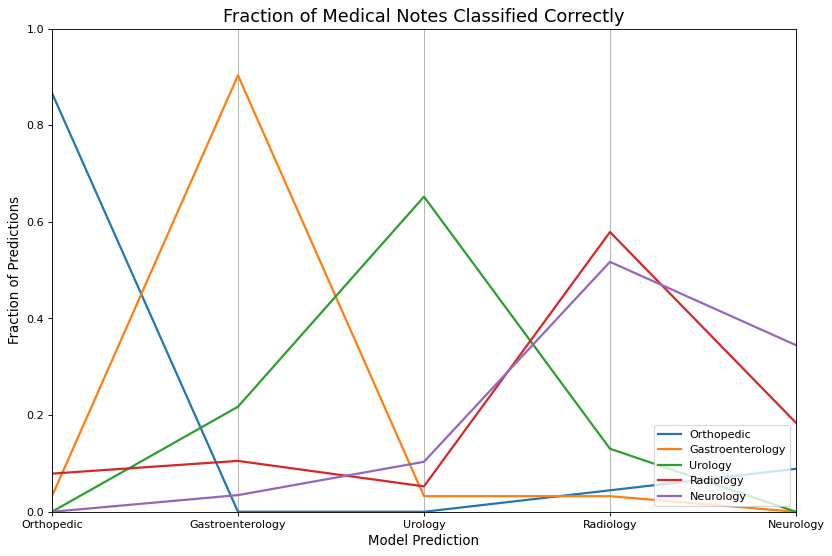 Fraction of Medical Notes Classified Correctly
1.0
0.8
0.6
0.4
0.2
0.0
Fraction of Predictions
Orthopedic
Gastroenterology
Urology
Radiology
Neurology
Orthopedic
Gastroenterology
Urology
Radiology
Neurology
Model Prediction